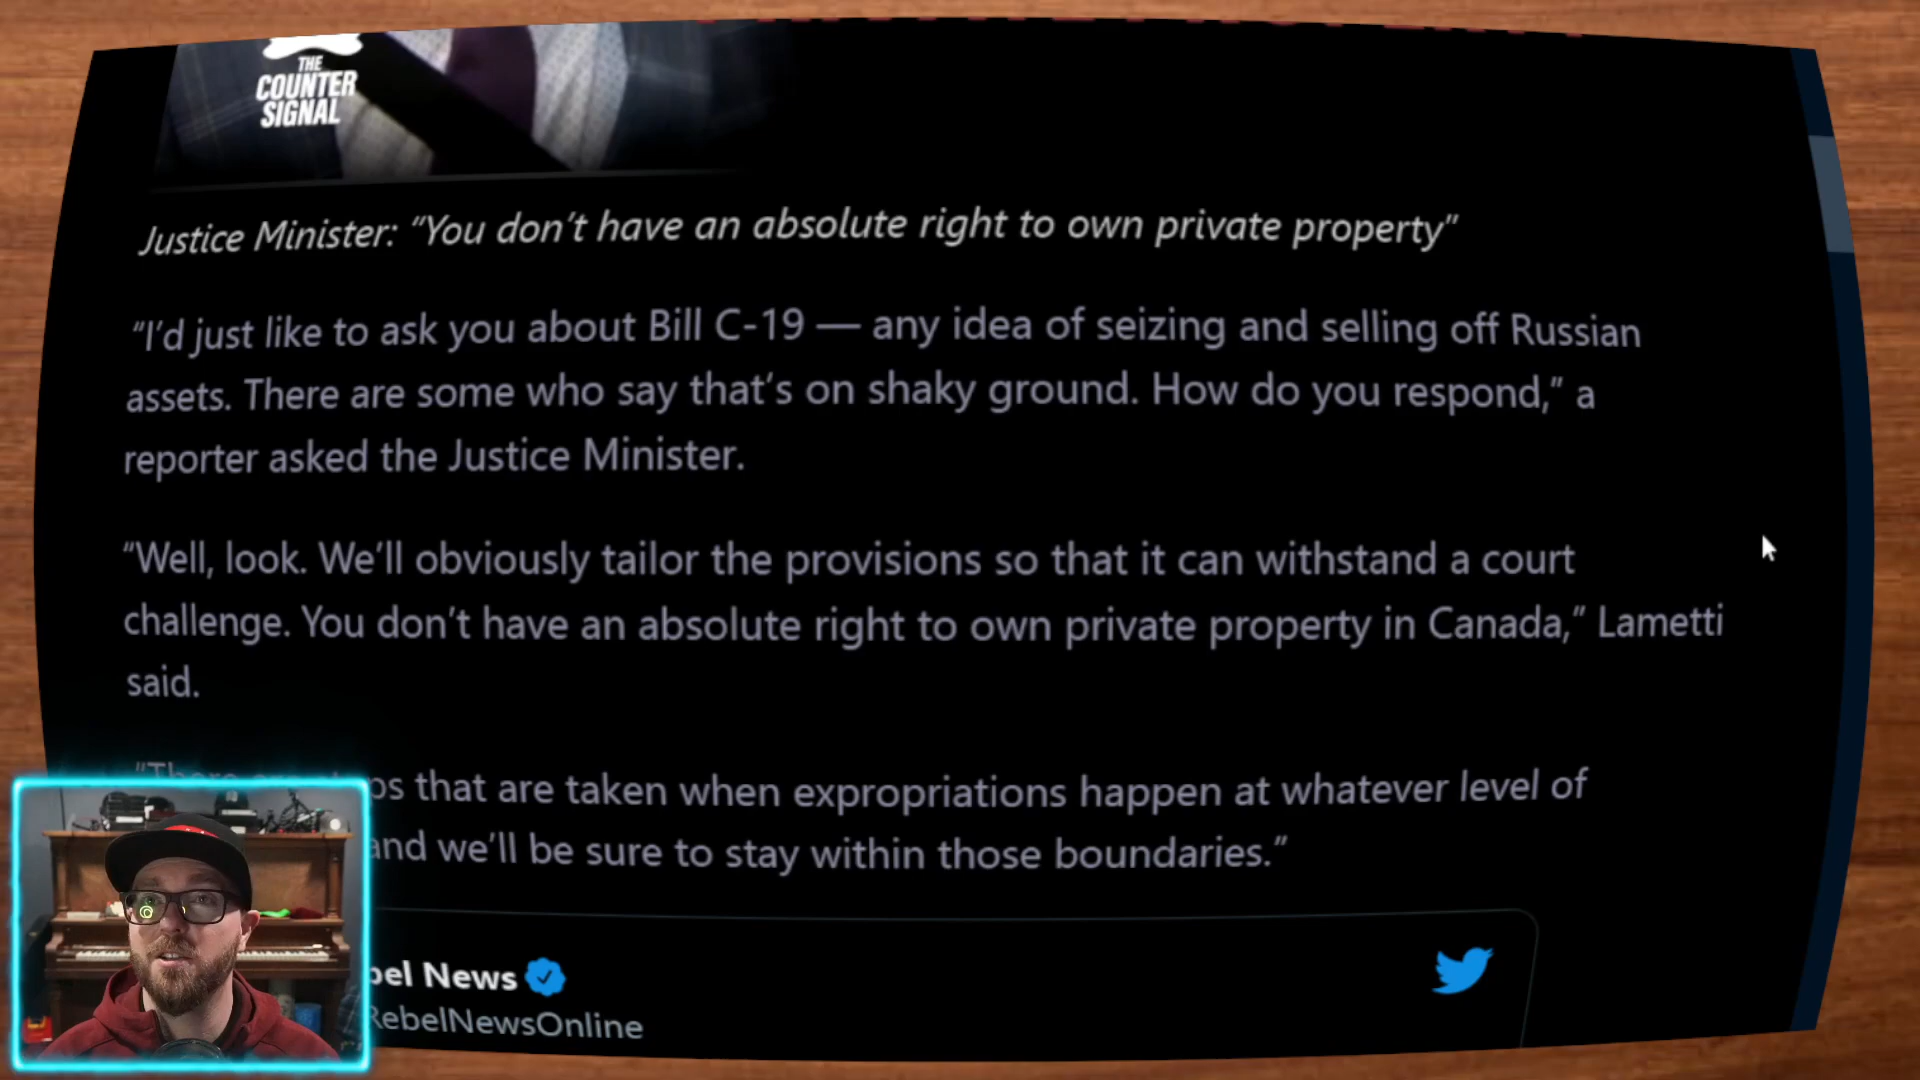 THE
COUNTER
SIGNAL
Justice Minister: “You don’t have an absolute right to own private property”
“I’d just like to ask you about Bill C-19 — any idea of seizing and selling off Russian
assets. There are some who say that’s on shaky ground. How do you respond,” a
reporter asked the Justice Minister.
“Well, look. We’ll obviously tailor the provisions so that it can withstand a court
challenge. You don’t have an absolute right to own private property in Canada,” Lametti
said.
“There that are taken when expropriations happen at whatever level of
and we’ll be sure to stay within those boundaries.”
News
RebelNewsOnline